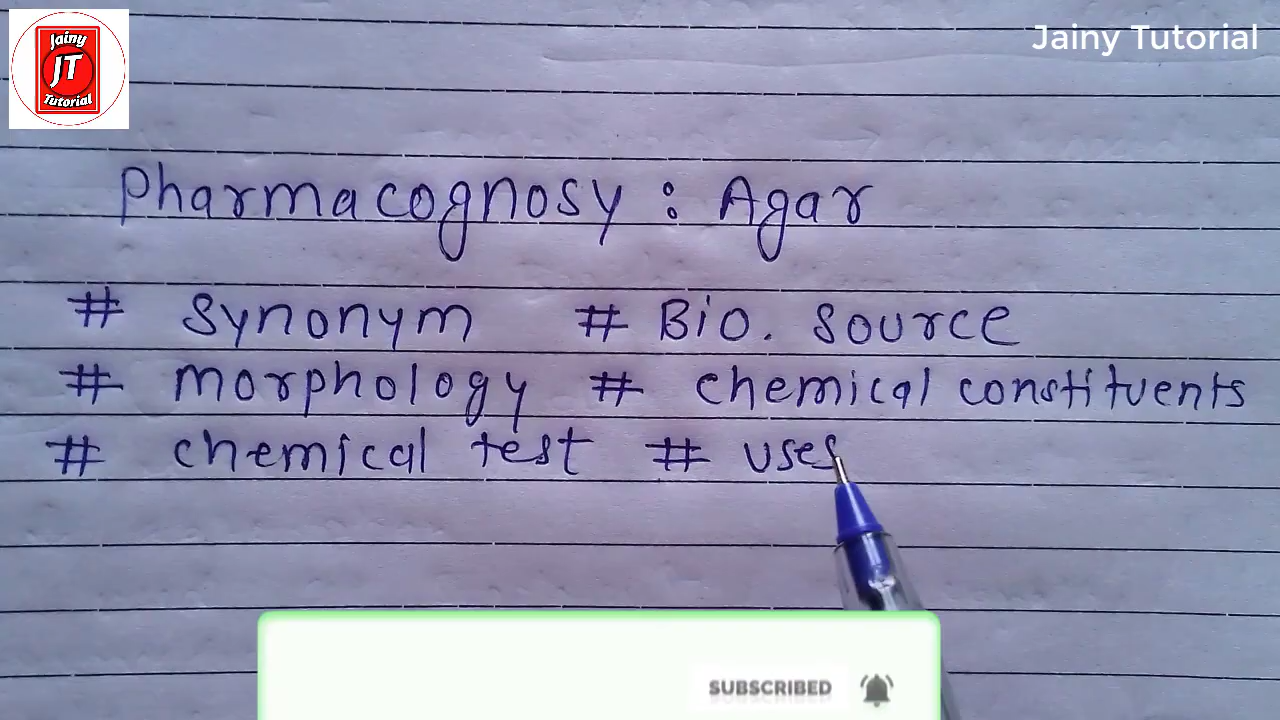 Jainy
JT
Tutorial
Jainy Tutorial
Pharmacognosy : Agar
# Synonym # Bio. Source
# morphology # chemical constituents
# chemical test # uses
SUBSCRIBED